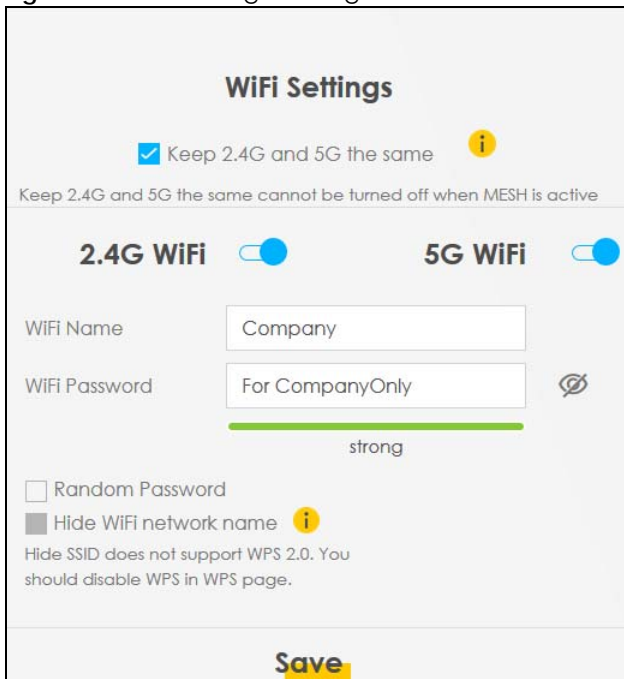 WiFi Settings
Keep 2.4G and 5G the same i
Keep 2.4G and 5G the same cannot be turned off when MESH is active
2.4G WiFi 5G WiFi
WiFi Name Company
WiFi Password For CompanyOnly
strong
Random Password
Hide WiFi network name i
Hide SSID does not support WPS 2.0. You
should disable WPS in WPS page.
Save